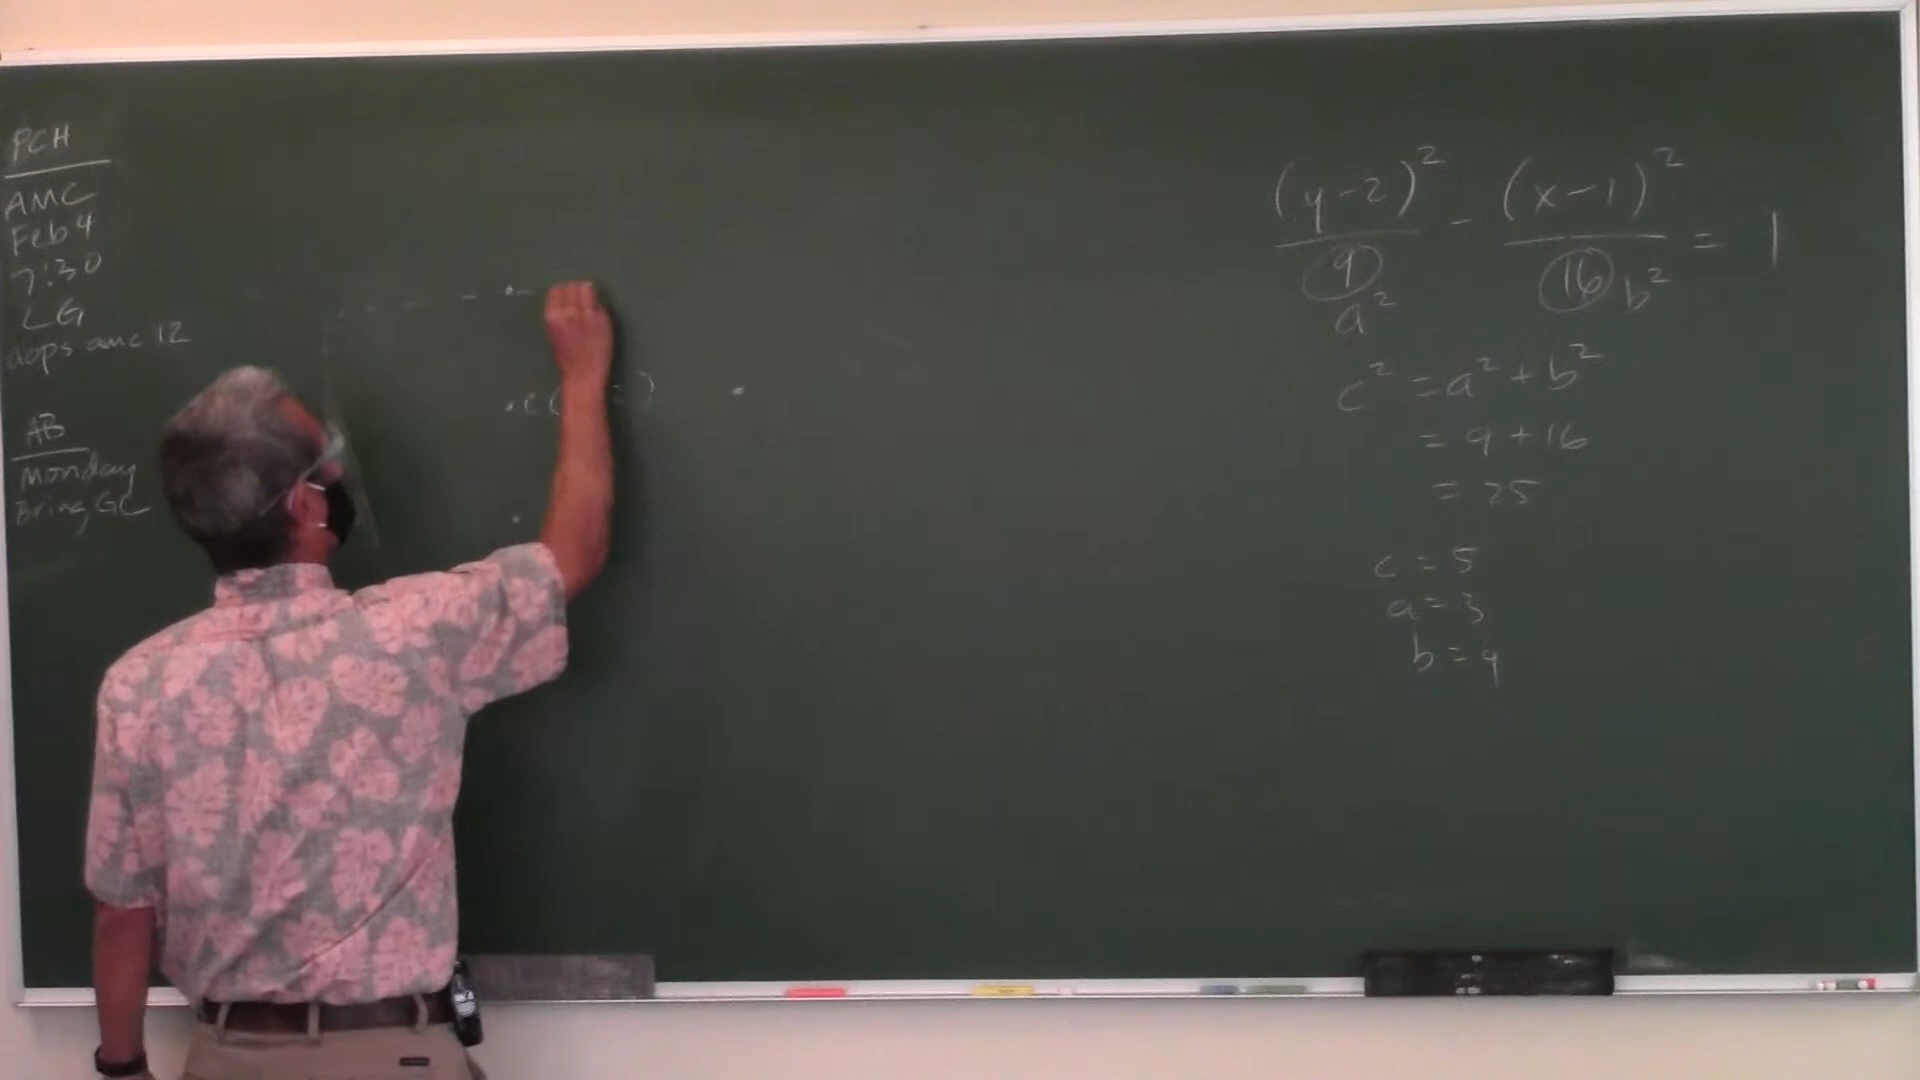 PCH
AMC
Feb 4
7:30
LG
aops amc 12
AB
Monday
Bring GC
(y-2)² - (x-1)² = 1
9 16
a² b²
c² = a² + b²
= 9 + 16
= 25
c = 5
a = 3
b = 4
.c(